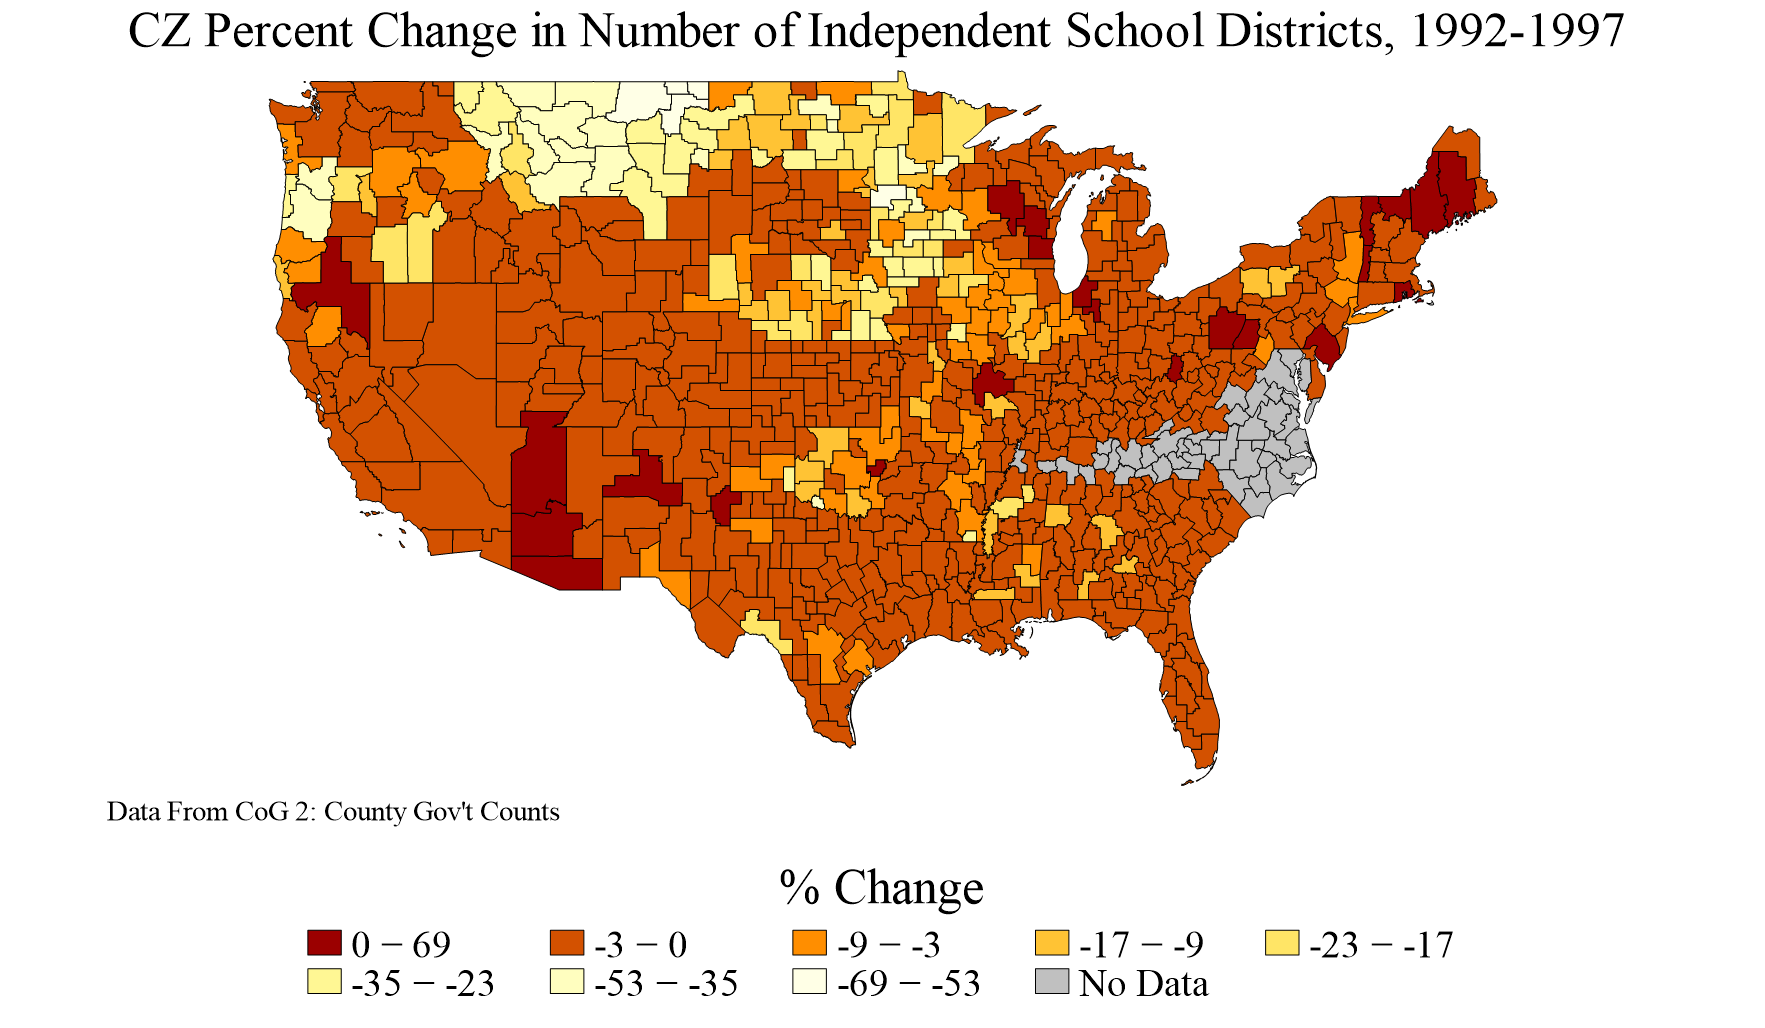 CZ Percent Change in Number of Independent School Districts, 1992-1997
Data From CoG 2: County Gov't Counts
% Change
0 − 69
-3 − 0
-9 − -3
-17 − -9
-23 − -17
-35 − -23
-53 − -35
-69 − -53
No Data